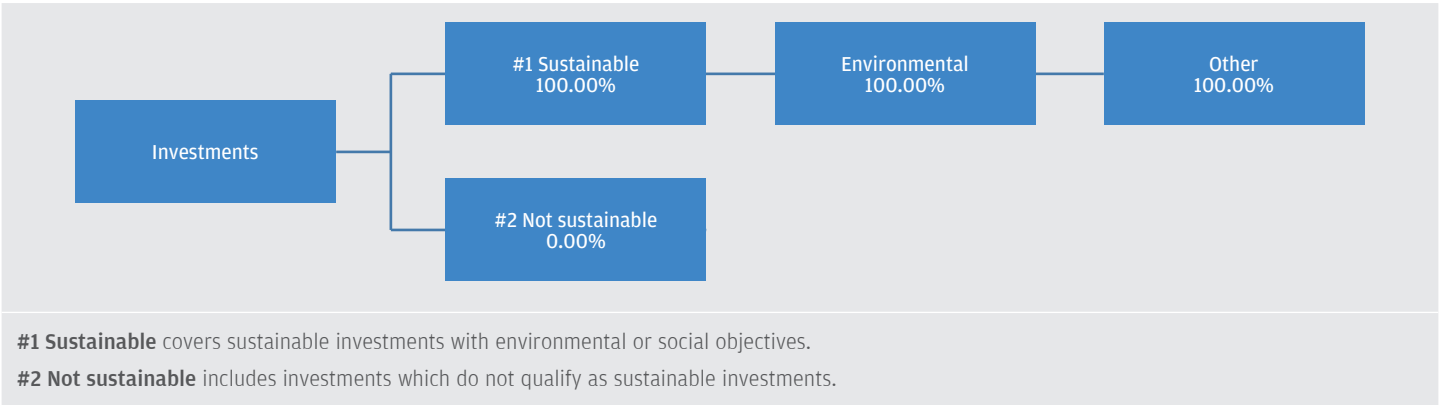 #1 Sustainable
100.00%
Environmental
100.00%
Other
100.00%
Investments
#2 Not sustainable
0.00%
#1 Sustainable covers sustainable investments with environmental or social objectives.
#2 Not sustainable includes investments which do not qualify as sustainable investments.